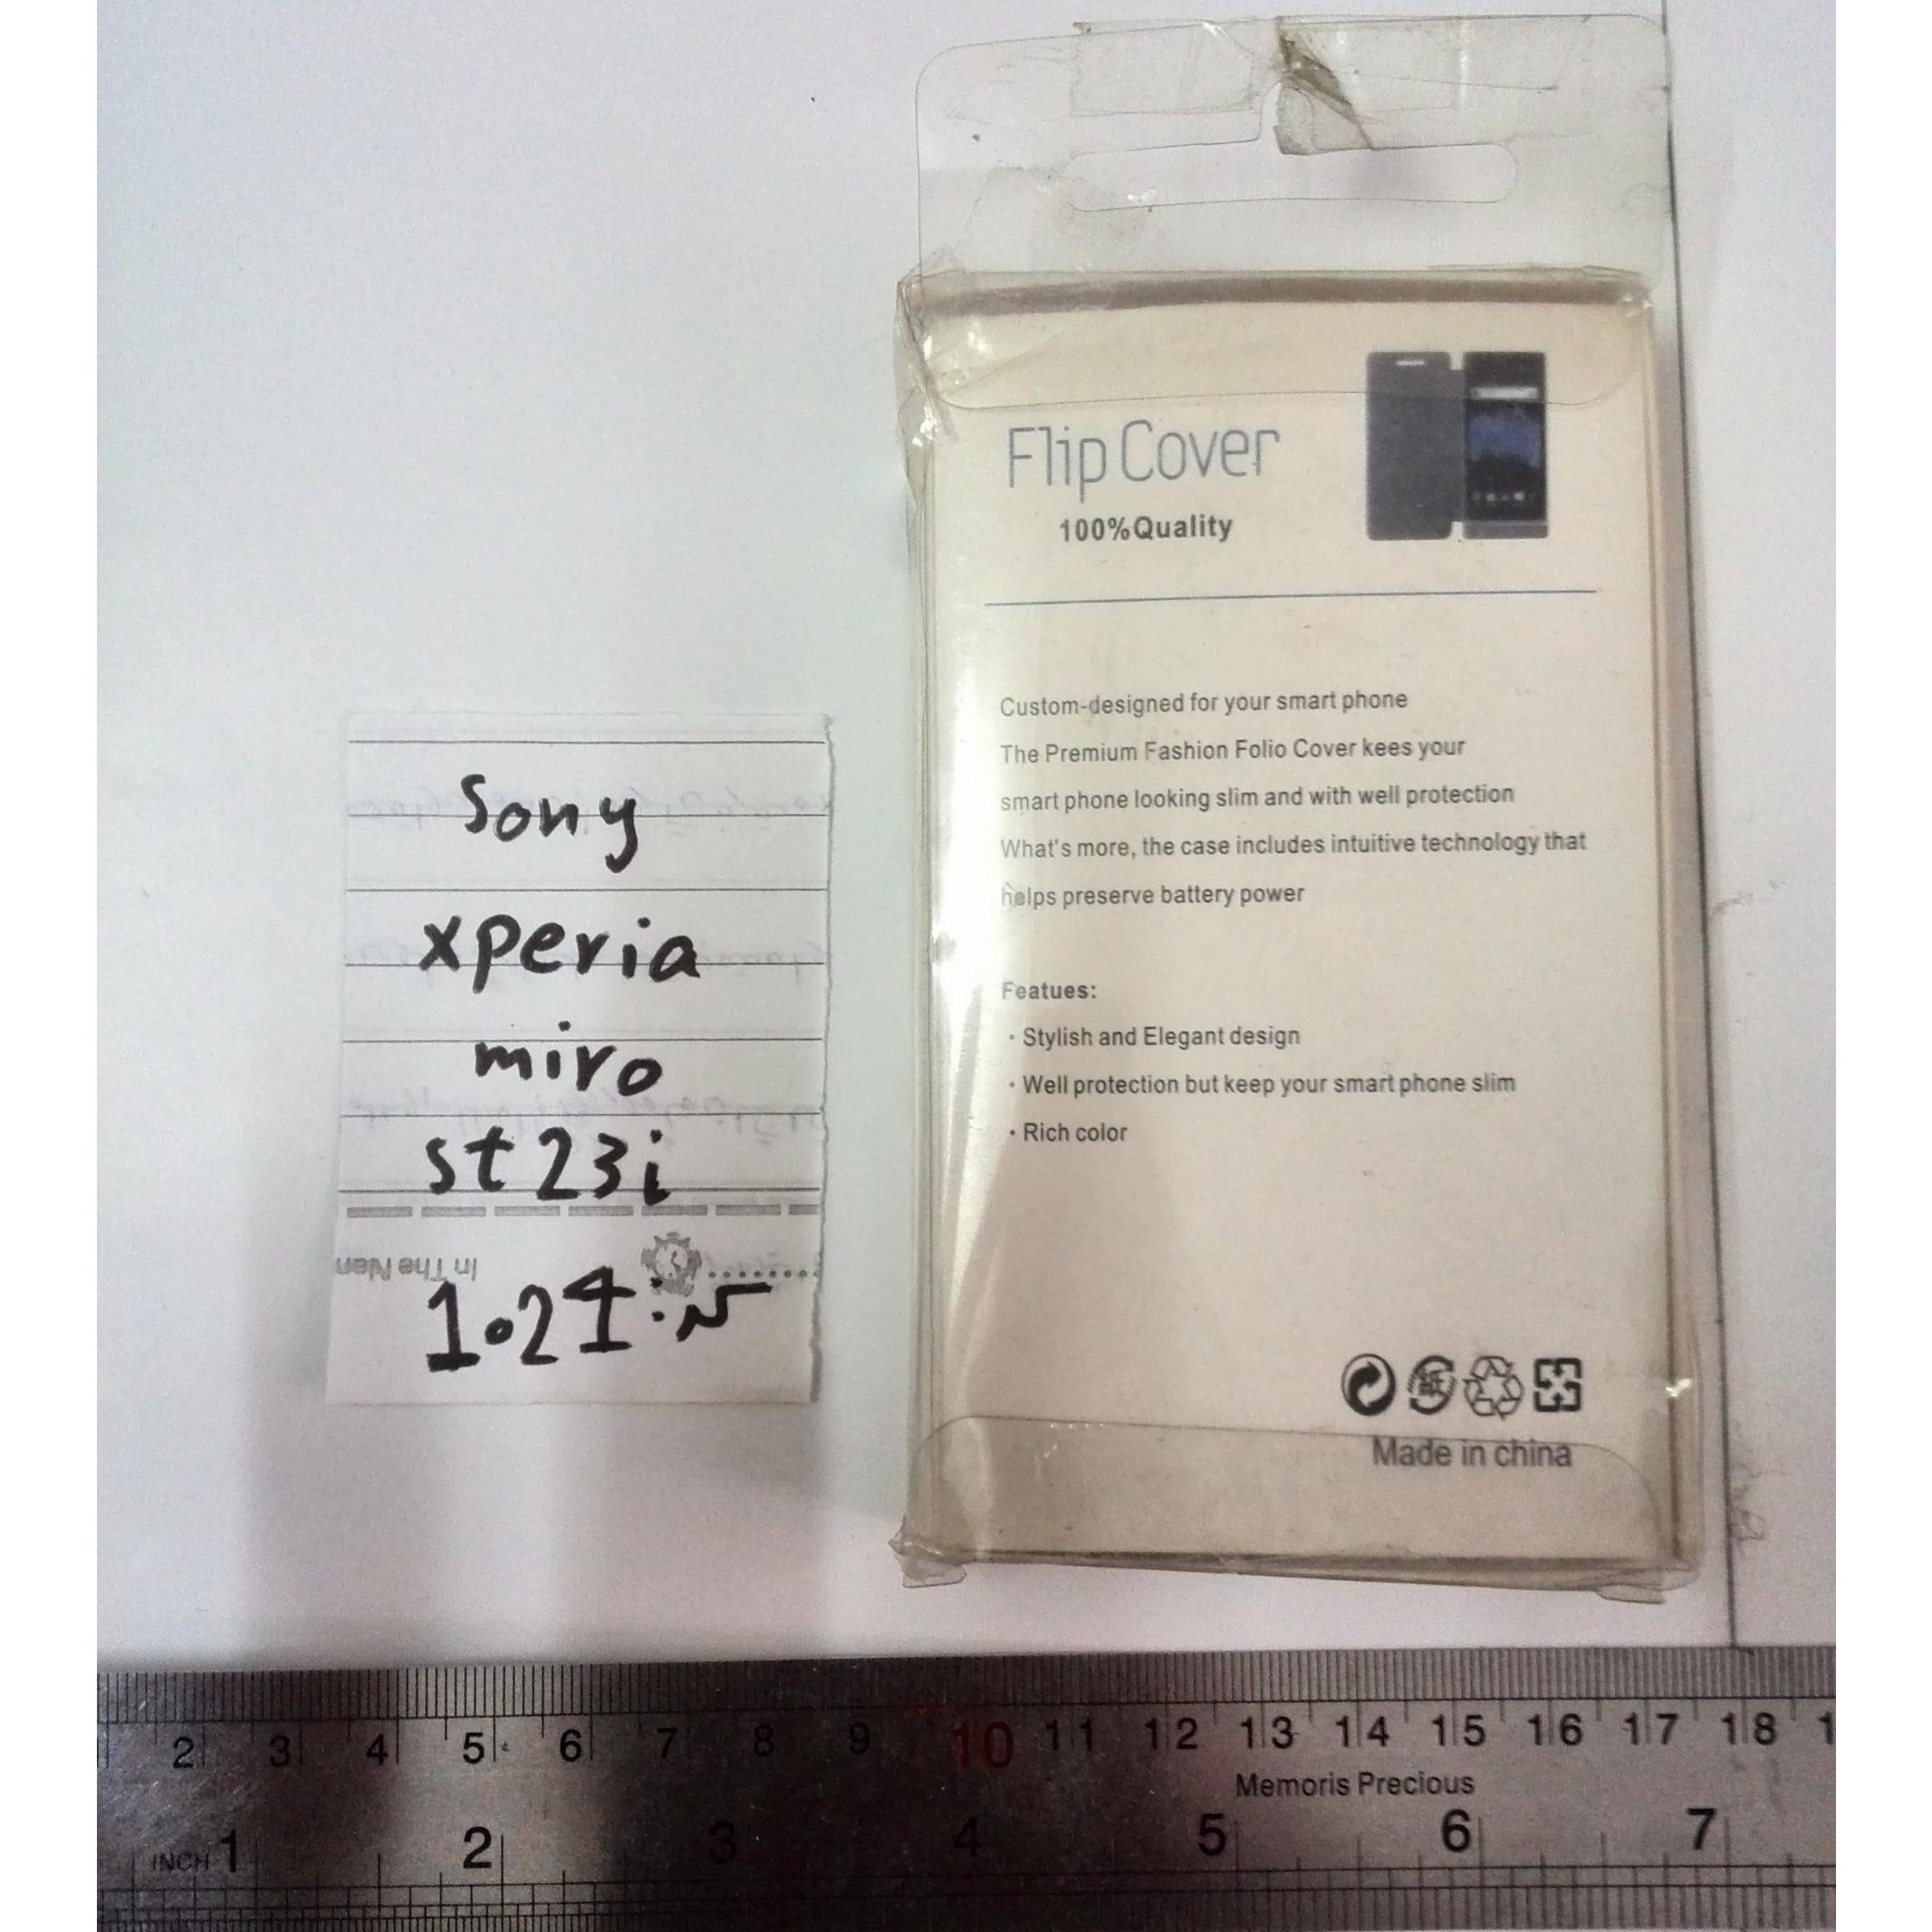 Flip Cover
100%Quality
Custom-designed for your smart phone
The Premium Fashion Folio Cover kees your
smart phone looking slim and with well protection
What's more, the case includes intuitive technology that
helps preserve battery power
Featues:
· Stylish and Elegant design
· Well protection but keep your smart phone slim
· Rich color
紙
Made in china
Sony
xperia
miro
st23i
In The Nan
2 3 4 5 6 7 8 9 10 11 12 13 14 15 16 17 18 1
Memoris Precious
INCH 1 2 3 4 5 6 7